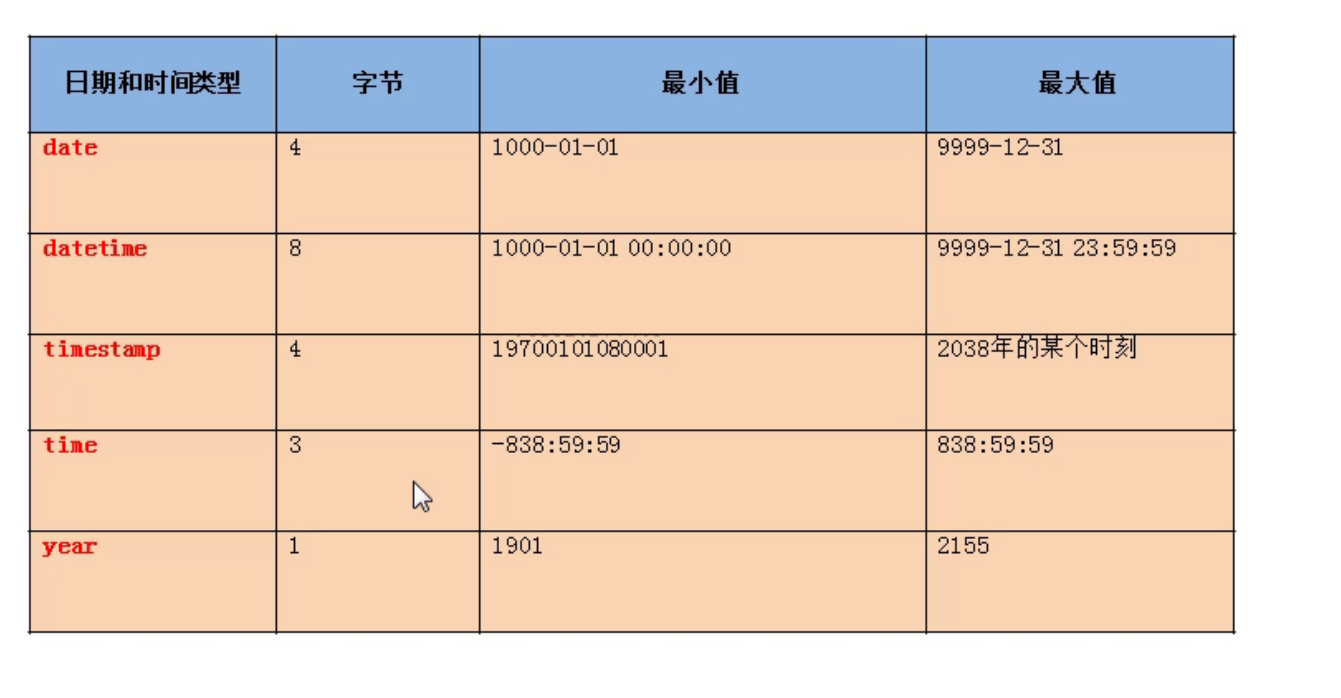 日期和时间类型 字节 最小值 最大值
date 4 1000-01-01 9999-12-31
datetime 8 1000-01-01 00:00:00 9999-12-31 23:59:59
timestamp 4 19700101080001 2038年的某个时刻
time 3 -838:59:59 838:59:59
year 1 1901 2155